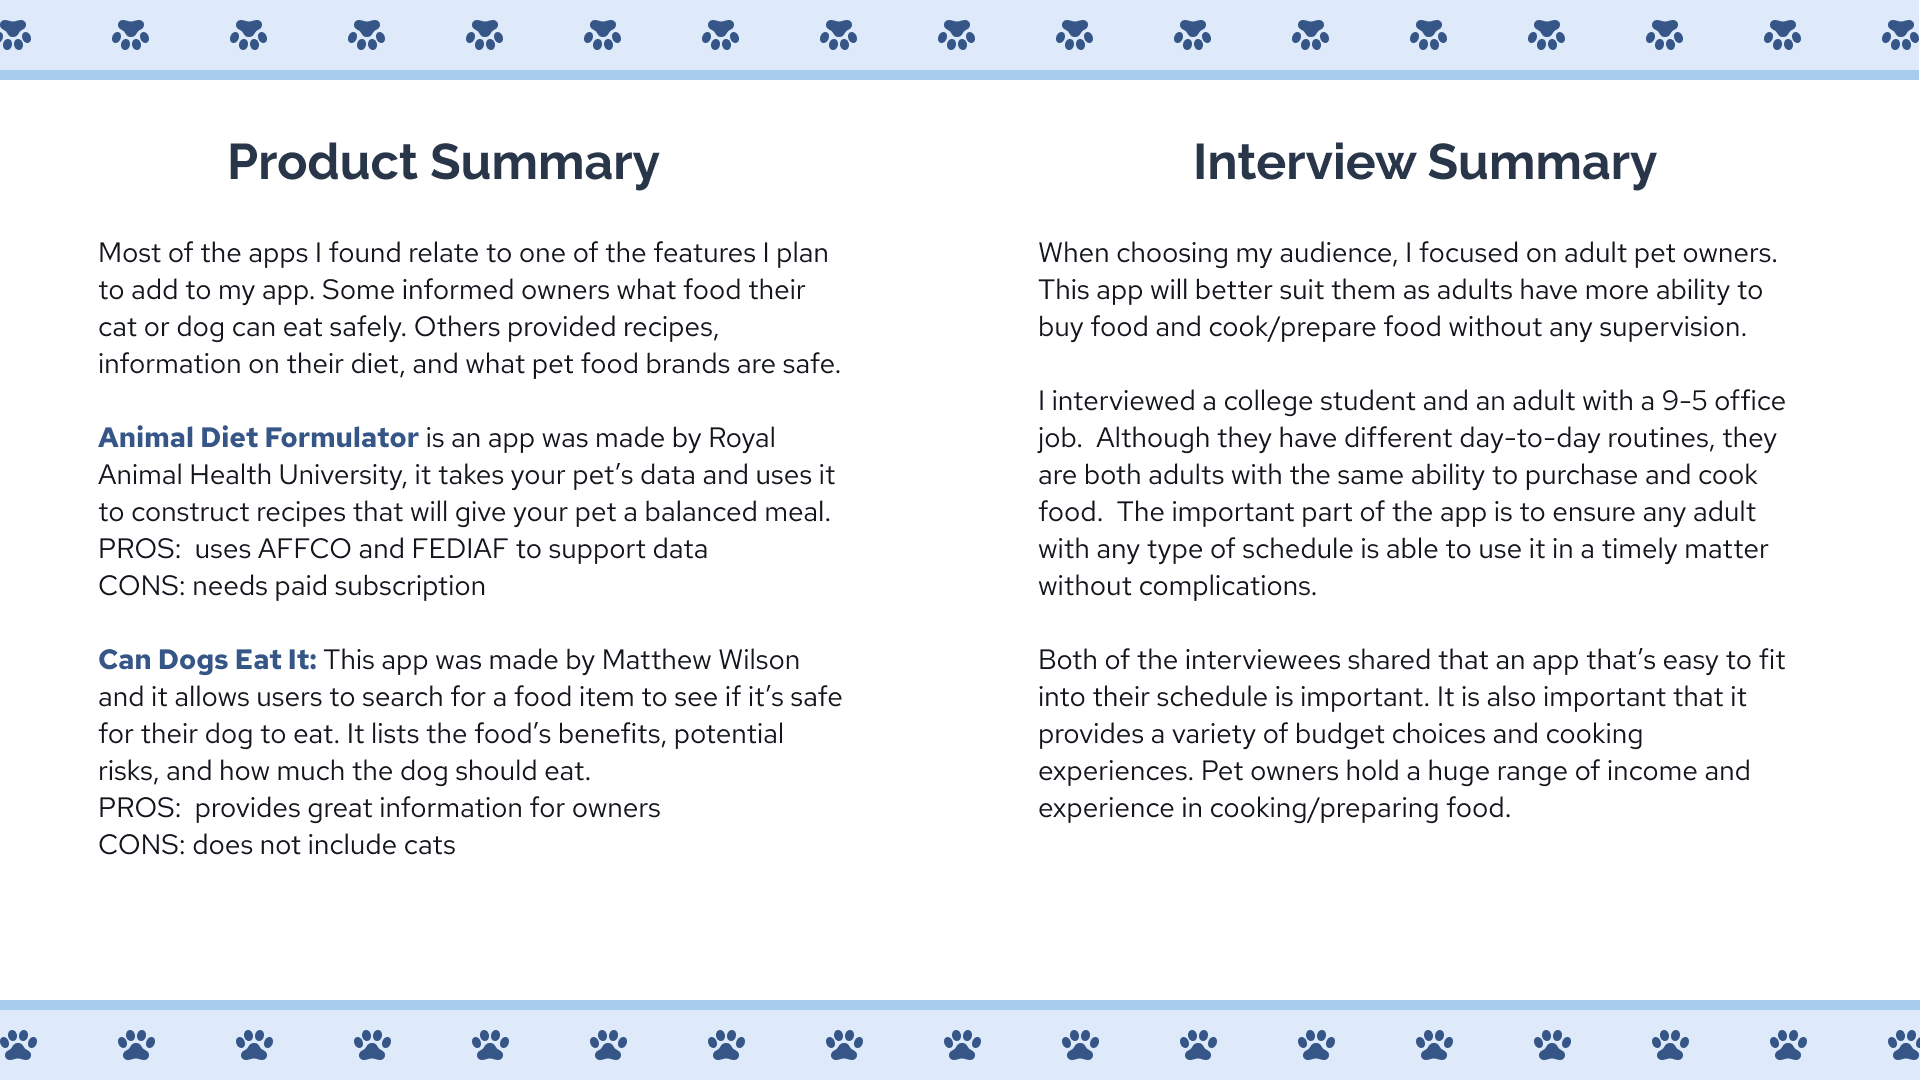 Product Summary
Most of the apps I found relate to one of the features I plan
to add to my app. Some informed owners what food their
cat or dog can eat safely. Others provided recipes,
information on their diet, and what pet food brands are safe.
Animal Diet Formulator is an app was made by Royal
Animal Health University, it takes your pet’s data and uses it
to construct recipes that will give your pet a balanced meal.
PROS:  uses AFFCO and FEDIAF to support data
CONS: needs paid subscription
Can Dogs Eat It: This app was made by Matthew Wilson
and it allows users to search for a food item to see if it’s safe
for their dog to eat. It lists the food’s benefits, potential
risks, and how much the dog should eat.
PROS:  provides great information for owners
CONS: does not include cats
Interview Summary
When choosing my audience, I focused on adult pet owners.
This app will better suit them as adults have more ability to
buy food and cook/prepare food without any supervision.
I interviewed a college student and an adult with a 9-5 office
job.  Although they have different day-to-day routines, they
are both adults with the same ability to purchase and cook
food.  The important part of the app is to ensure any adult
with any type of schedule is able to use it in a timely matter
without complications.
Both of the interviewees shared that an app that’s easy to fit
into their schedule is important. It is also important that it
provides a variety of budget choices and cooking
experiences. Pet owners hold a huge range of income and
experience in cooking/preparing food.